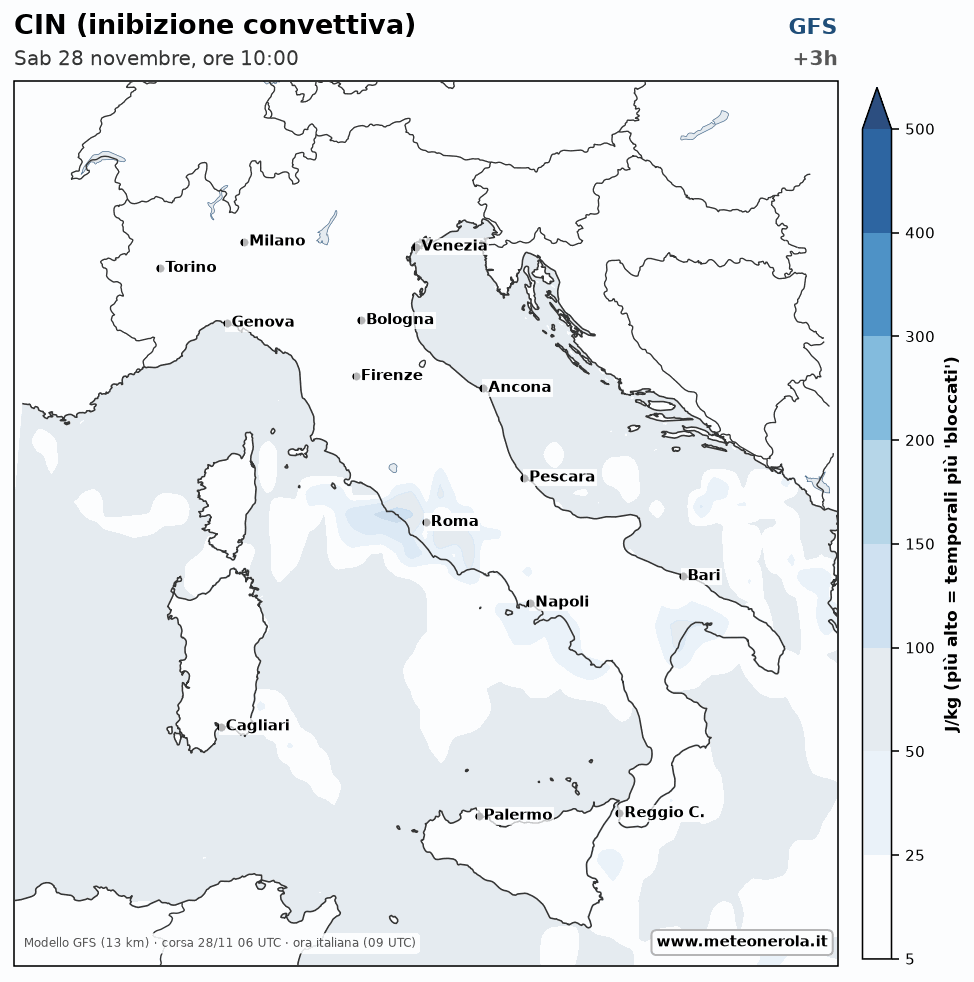 CIN (inibizione convettiva)
GFS
Sab 28 novembre, ore 10:00
+3h
Milano
Venezia
Torino
Genova
Bologna
Firenze
Ancona
Pescara
Roma
Bari
Napoli
Cagliari
Palermo
Reggio C.
500
400
300
200
150
100
50
25
5
J/kg (più alto = temporali più 'bloccati')
Modello GFS (13 km) · corsa 28/11 06 UTC · ora italiana (09 UTC)
www.meteonerola.it